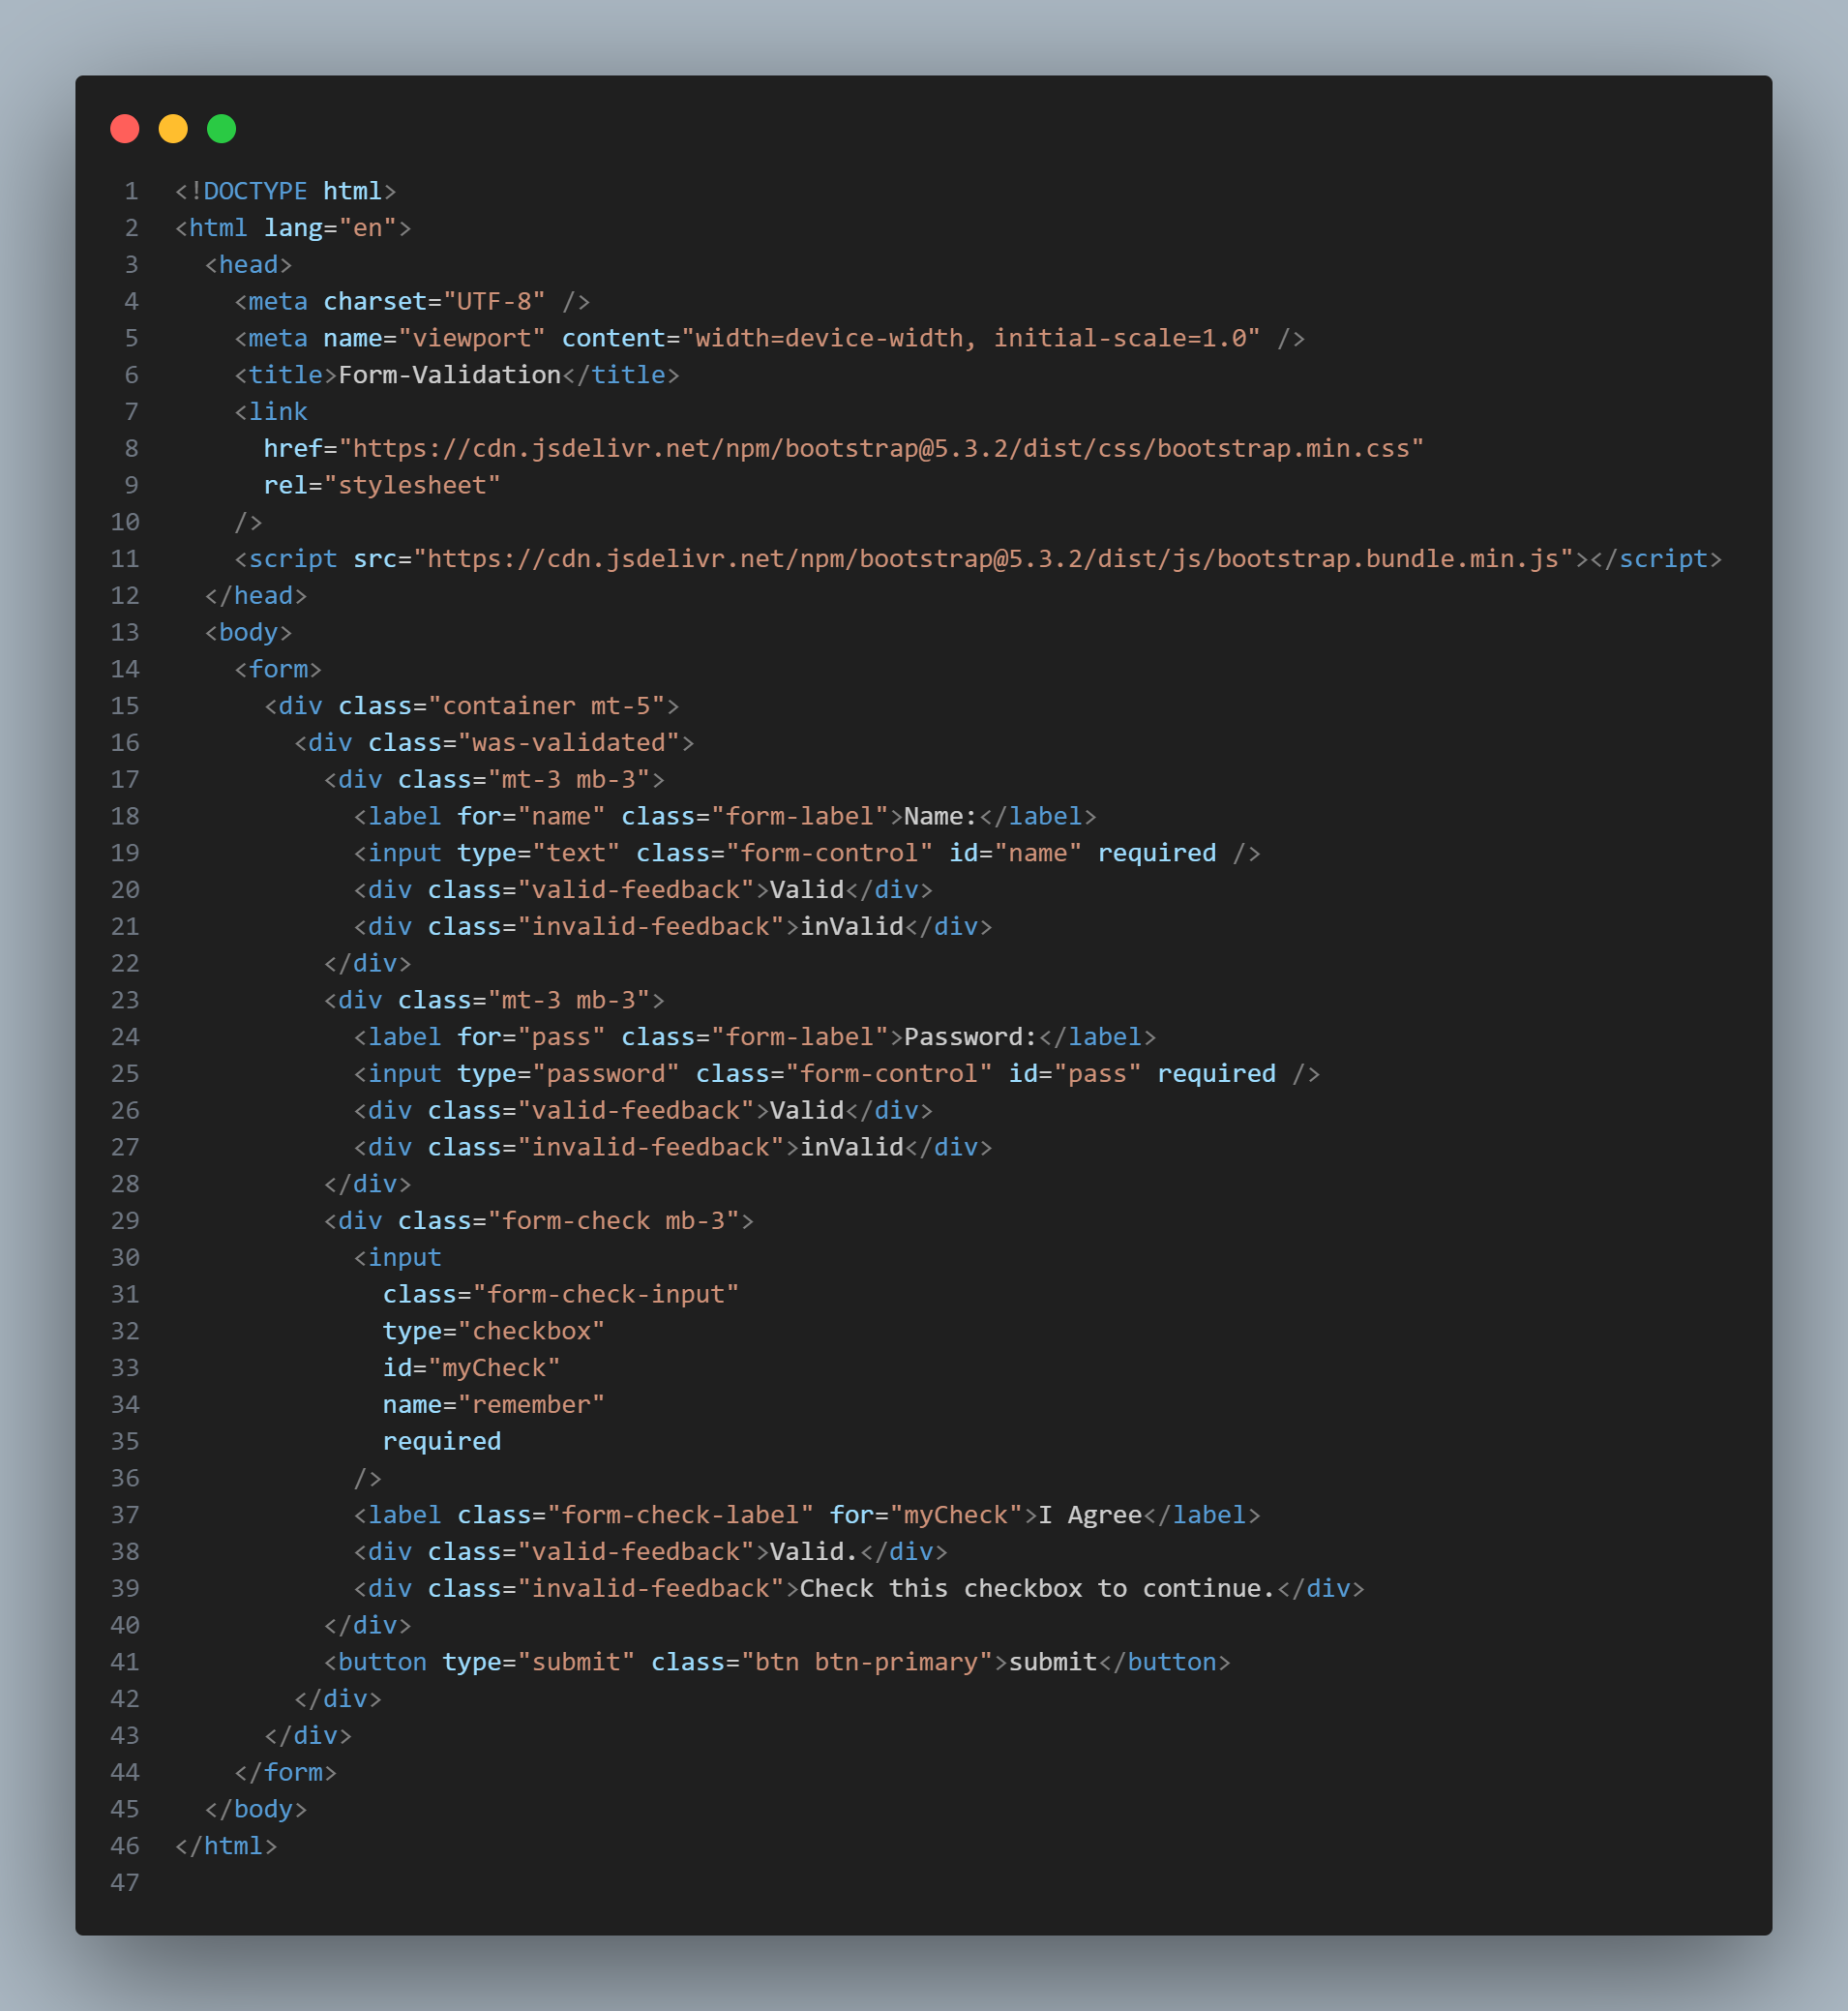 1 <!DOCTYPE html>
2 <html lang="en">
3   <head>
4     <meta charset="UTF-8" />
5     <meta name="viewport" content="width=device-width, initial-scale=1.0" />
6     <title>Form-Validation</title>
7     <link
8       href="https://cdn.jsdelivr.net/npm/bootstrap@5.3.2/dist/css/bootstrap.min.css"
9       rel="stylesheet"
10     />
11     <script src="https://cdn.jsdelivr.net/npm/bootstrap@5.3.2/dist/js/bootstrap.bundle.min.js"></script>
12   </head>
13   <body>
14     <form>
15       <div class="container mt-5">
16         <div class="was-validated">
17           <div class="mt-3 mb-3">
18             <label for="name" class="form-label">Name:</label>
19             <input type="text" class="form-control" id="name" required />
20             <div class="valid-feedback">Valid</div>
21             <div class="invalid-feedback">inValid</div>
22           </div>
23           <div class="mt-3 mb-3">
24             <label for="pass" class="form-label">Password:</label>
25             <input type="password" class="form-control" id="pass" required />
26             <div class="valid-feedback">Valid</div>
27             <div class="invalid-feedback">inValid</div>
28           </div>
29           <div class="form-check mb-3">
30             <input
31               class="form-check-input"
32               type="checkbox"
33               id="myCheck"
34               name="remember"
35               required
36             />
37             <label class="form-check-label" for="myCheck">I Agree</label>
38             <div class="valid-feedback">Valid.</div>
39             <div class="invalid-feedback">Check this checkbox to continue.</div>
40           </div>
41           <button type="submit" class="btn btn-primary">submit</button>
42         </div>
43       </div>
44     </form>
45   </body>
46 </html>
47